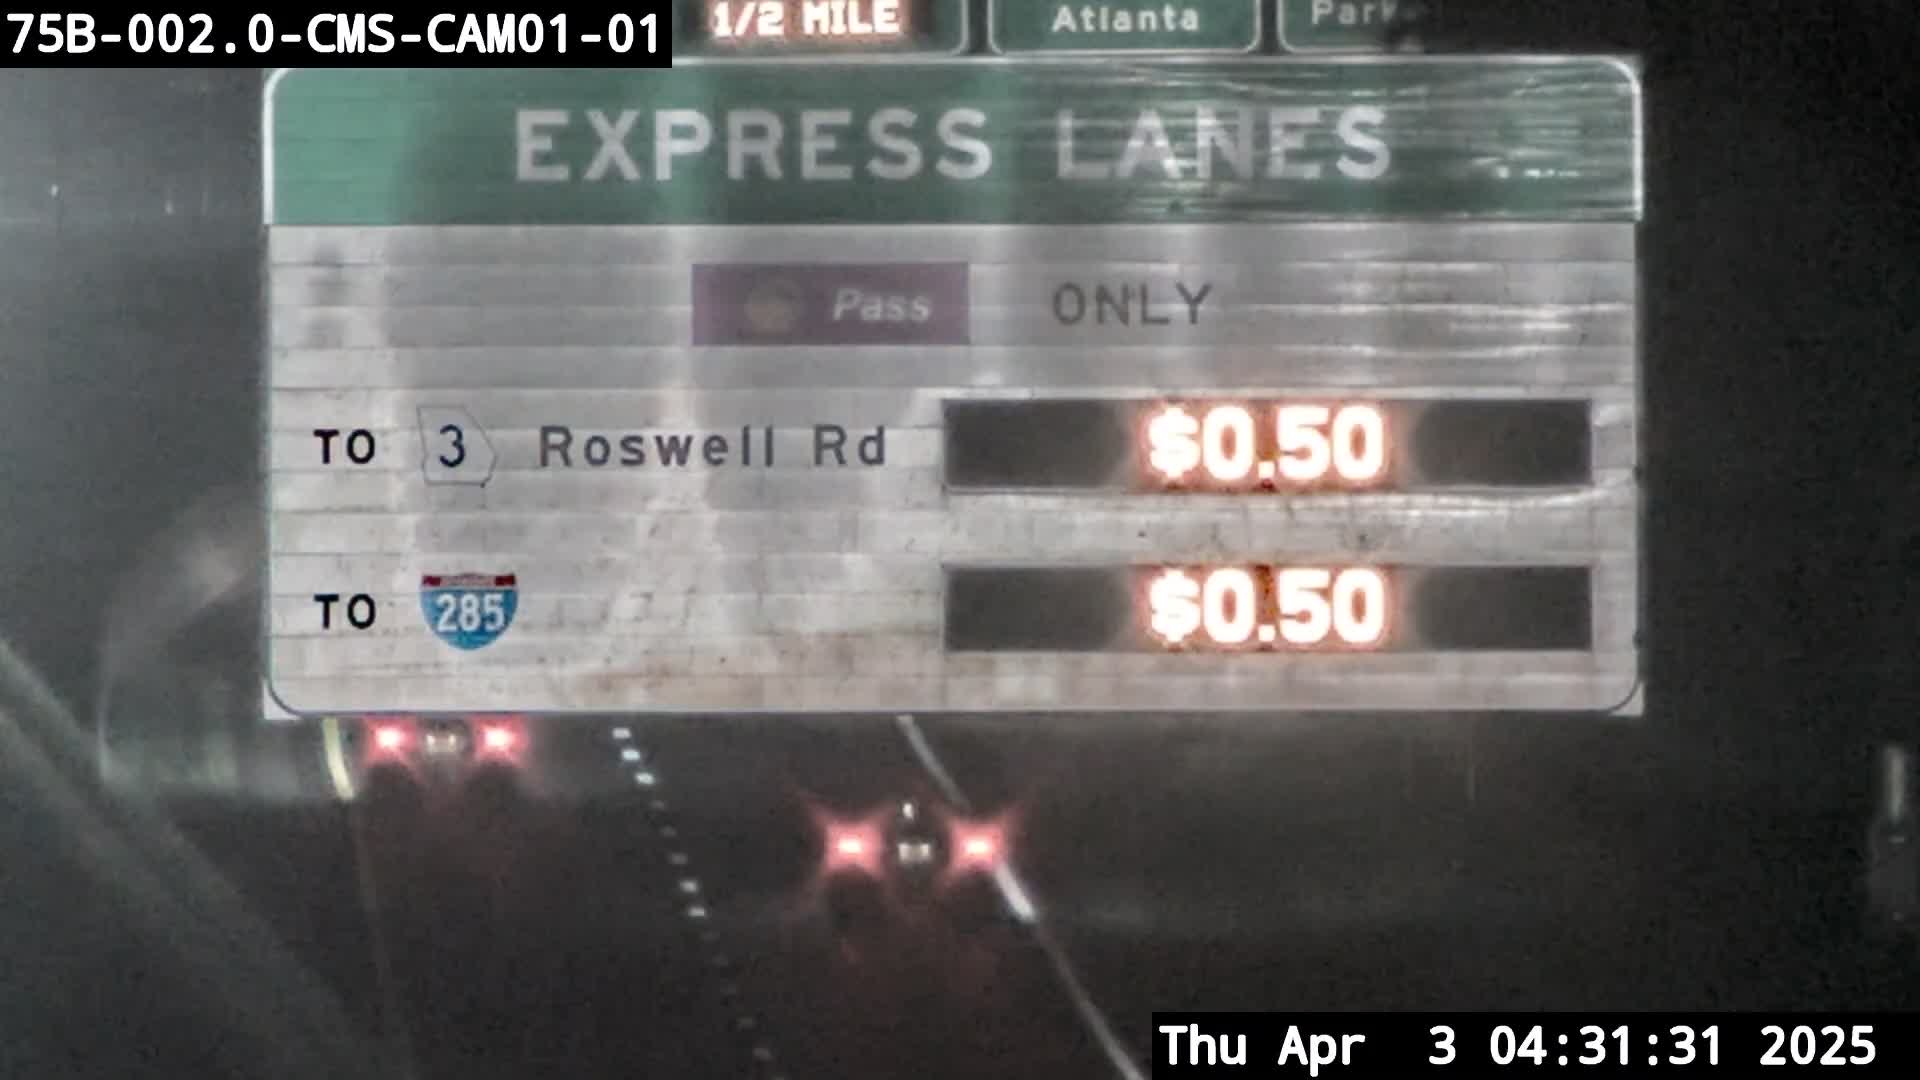 75B-002.0-CMS-CAM01-01
1/2 MILE
Atlanta
EXPRESS LANES
Pass ONLY
TO 3 Roswell Rd $0.50
TO 285 $0.50
Thu Apr 3 04:31:31 2025